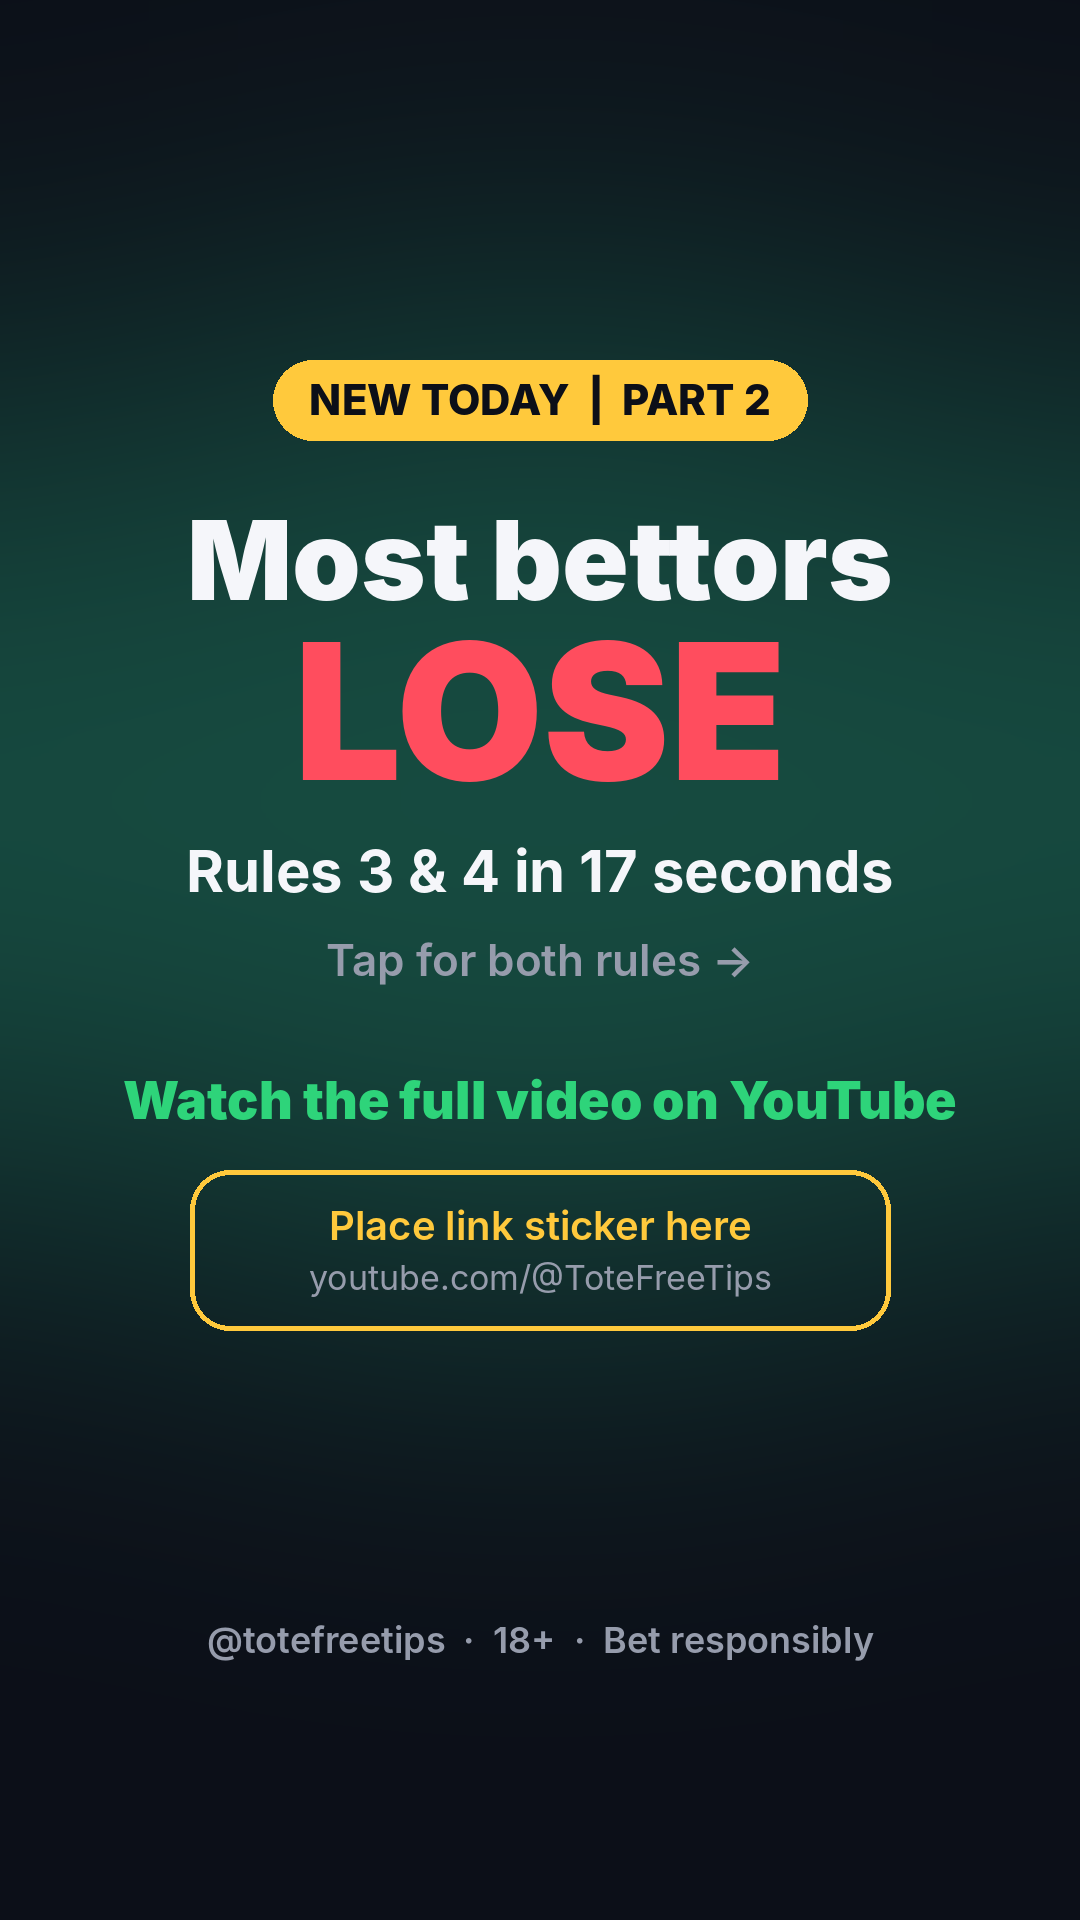 NEW TODAY | PART 2
Most bettors
LOSE
Rules 3 & 4 in 17 seconds
Tap for both rules →
Watch the full video on YouTube
Place link sticker here
youtube.com/@ToteFreeTips
@totefreetips · 18+ · Bet responsibly